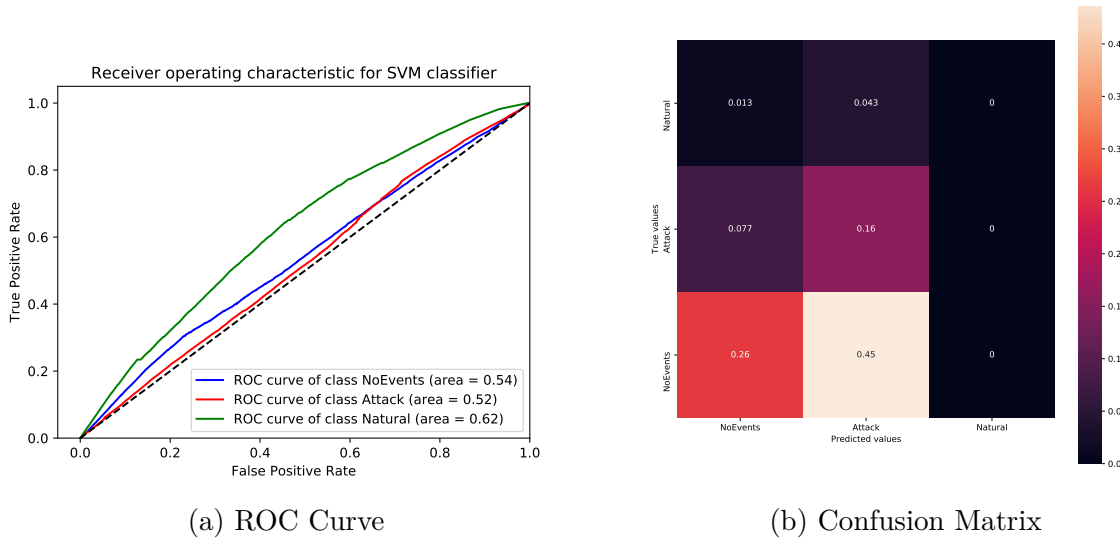 Receiver operating characteristic for SVM classifier
1.0
0.8
0.6
0.4
0.2
0.0
True Positive Rate
0.0 0.2 0.4 0.6 0.8 1.0
False Positive Rate
ROC curve of class NoEvents (area = 0.54)
ROC curve of class Attack (area = 0.52)
ROC curve of class Natural (area = 0.62)
(a) ROC Curve
Natural
Attack
NoEvents
True values
0.013 0.043 0
0.077 0.16 0
0.26 0.45 0
NoEvents Attack Natural
Predicted values
(b) Confusion Matrix